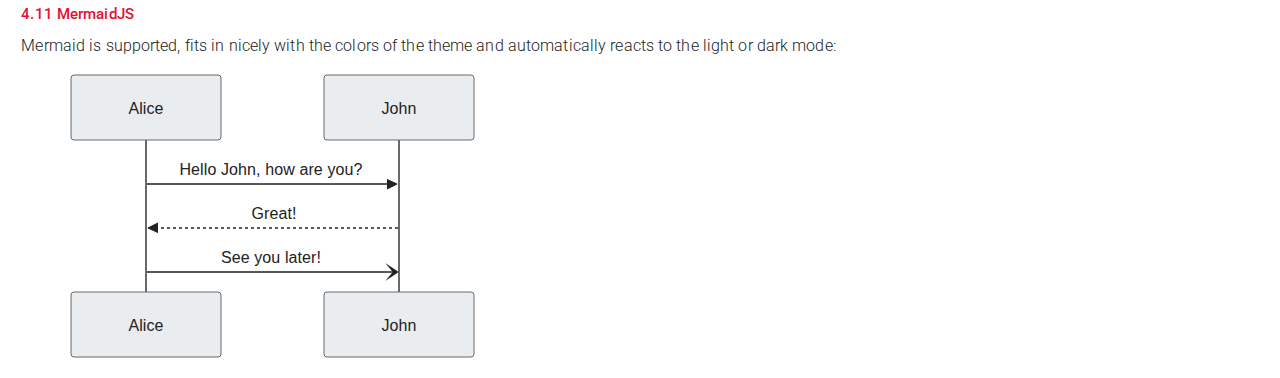 4.11 MermaidJS
Mermaid is supported, fits in nicely with the colors of the theme and automatically reacts to the light or dark mode:
Alice
John
Hello John, how are you?
Great!
See you later!
Alice
John